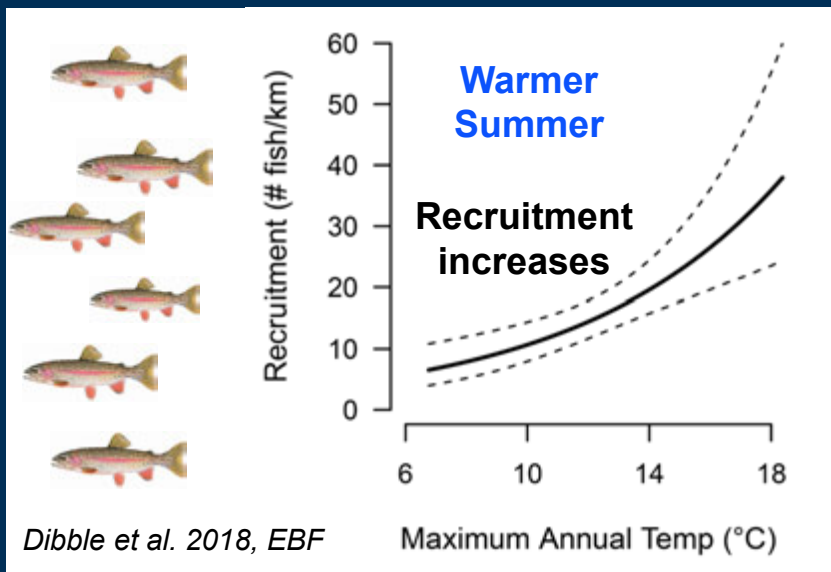 60
50
40
30
20
10
0
Recruitment (# fish/km)
Warmer
Summer
Recruitment
increases
6 10 14 18
Maximum Annual Temp (°C)
Dibble et al. 2018, EBF